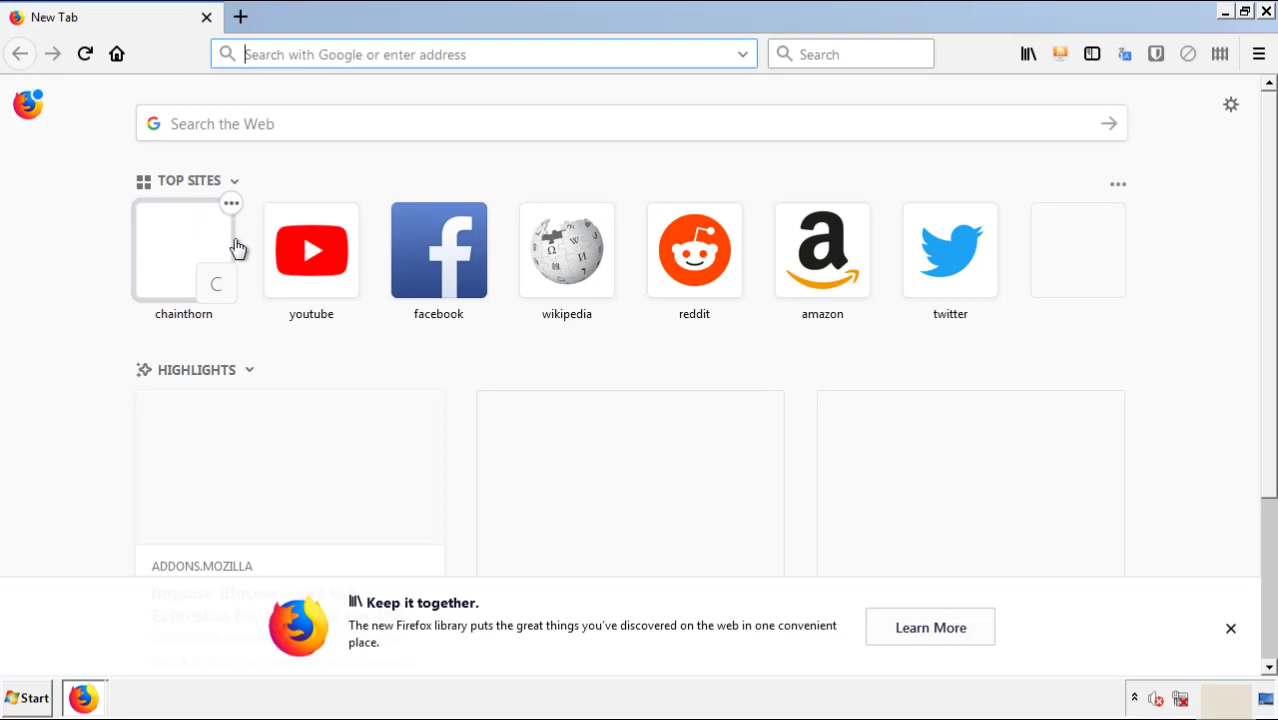 New Tab
Search with Google or enter address
Search
Search the Web
TOP SITES
C
chainthorn
youtube
facebook
wikipedia
reddit
amazon
twitter
HIGHLIGHTS
ADDONS.MOZILLA
Keep it together.
The new Firefox library puts the great things you've discovered on the web in one convenient
place.
Learn More
Start